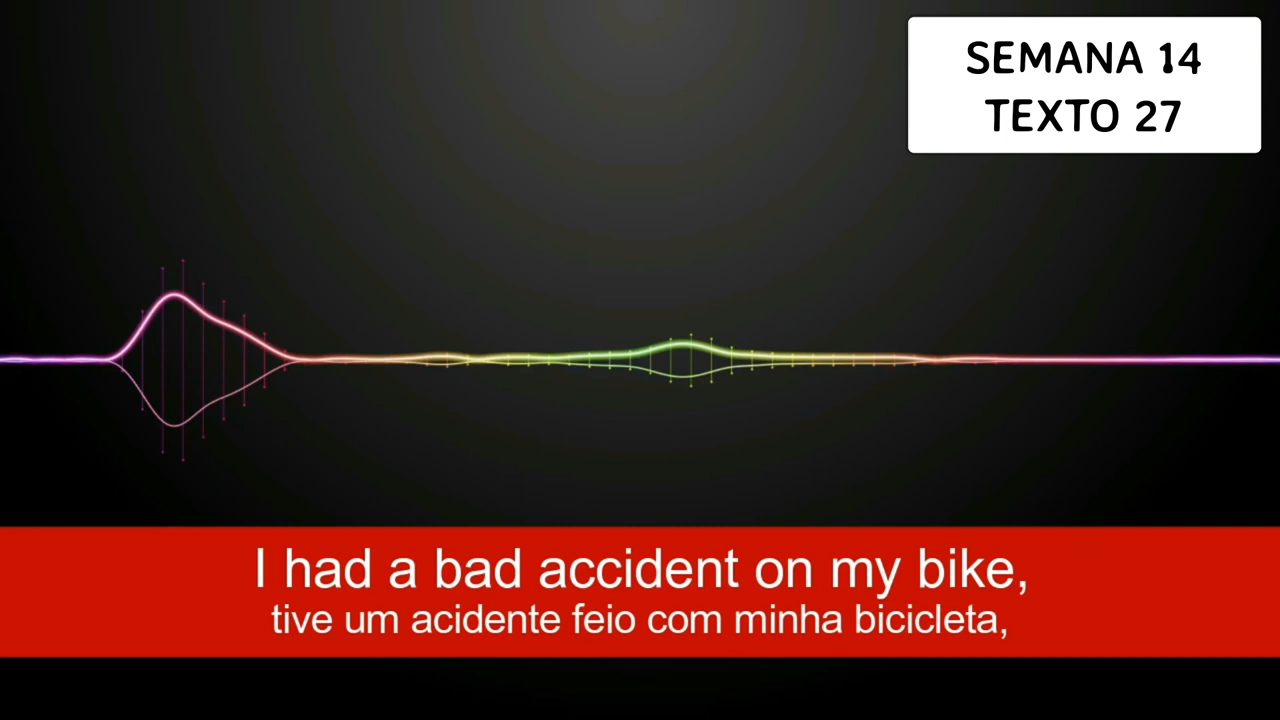 SEMANA 14
TEXTO 27
I had a bad accident on my bike,
tive um acidente feio com minha bicicleta,